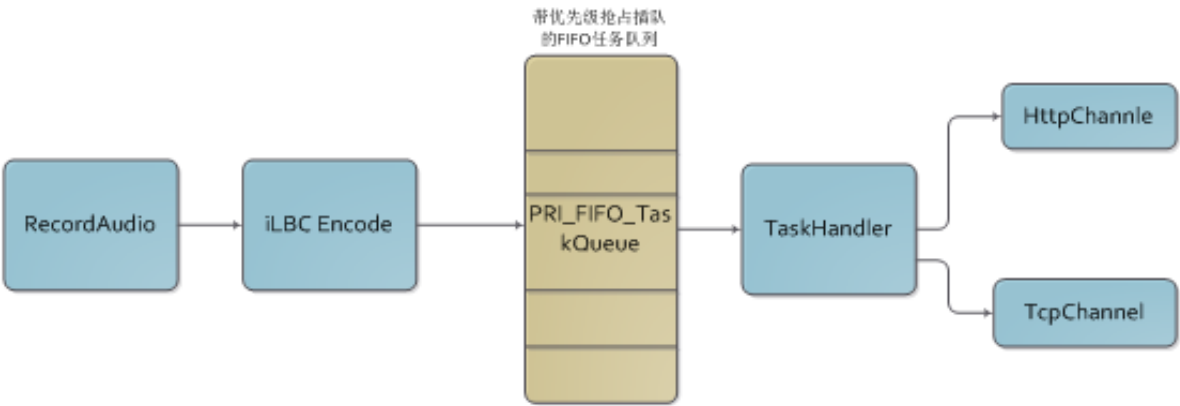 带优先级抢占插队
的FIFO任务队列
RecordAudio
iLBC Encode
PRI_FIFO_Tas
kQueue
TaskHandler
HttpChannle
TcpChannel